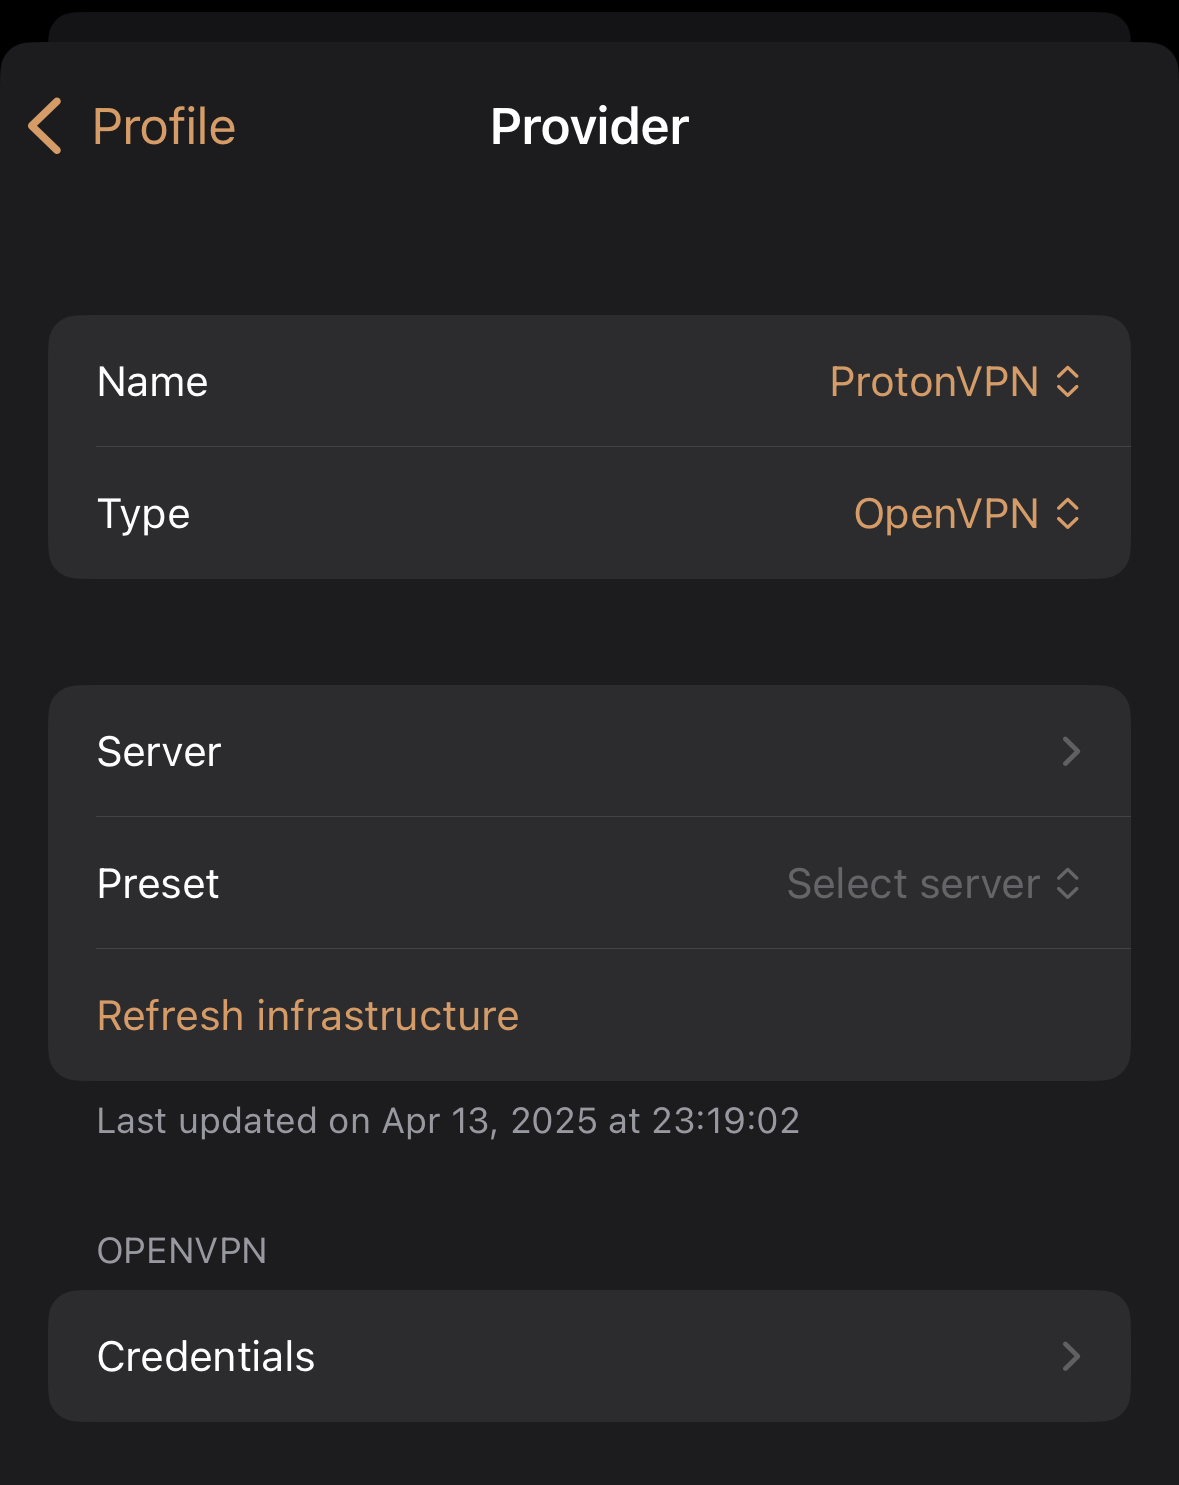 Profile
Provider
Name ProtonVPN
Type OpenVPN
Server
Preset Select server
Refresh infrastructure
Last updated on Apr 13, 2025 at 23:19:02
OPENVPN
Credentials